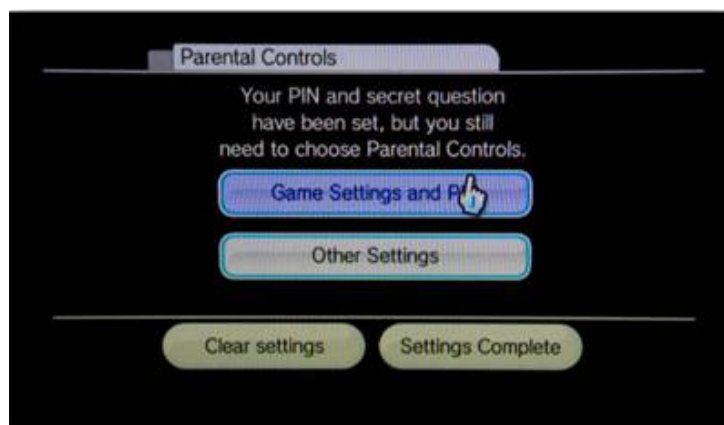 Parental Controls
Your PIN and secret question
have been set, but you still
need to choose Parental Controls.
Game Settings and
Other Settings
Clear settings
Settings Complete